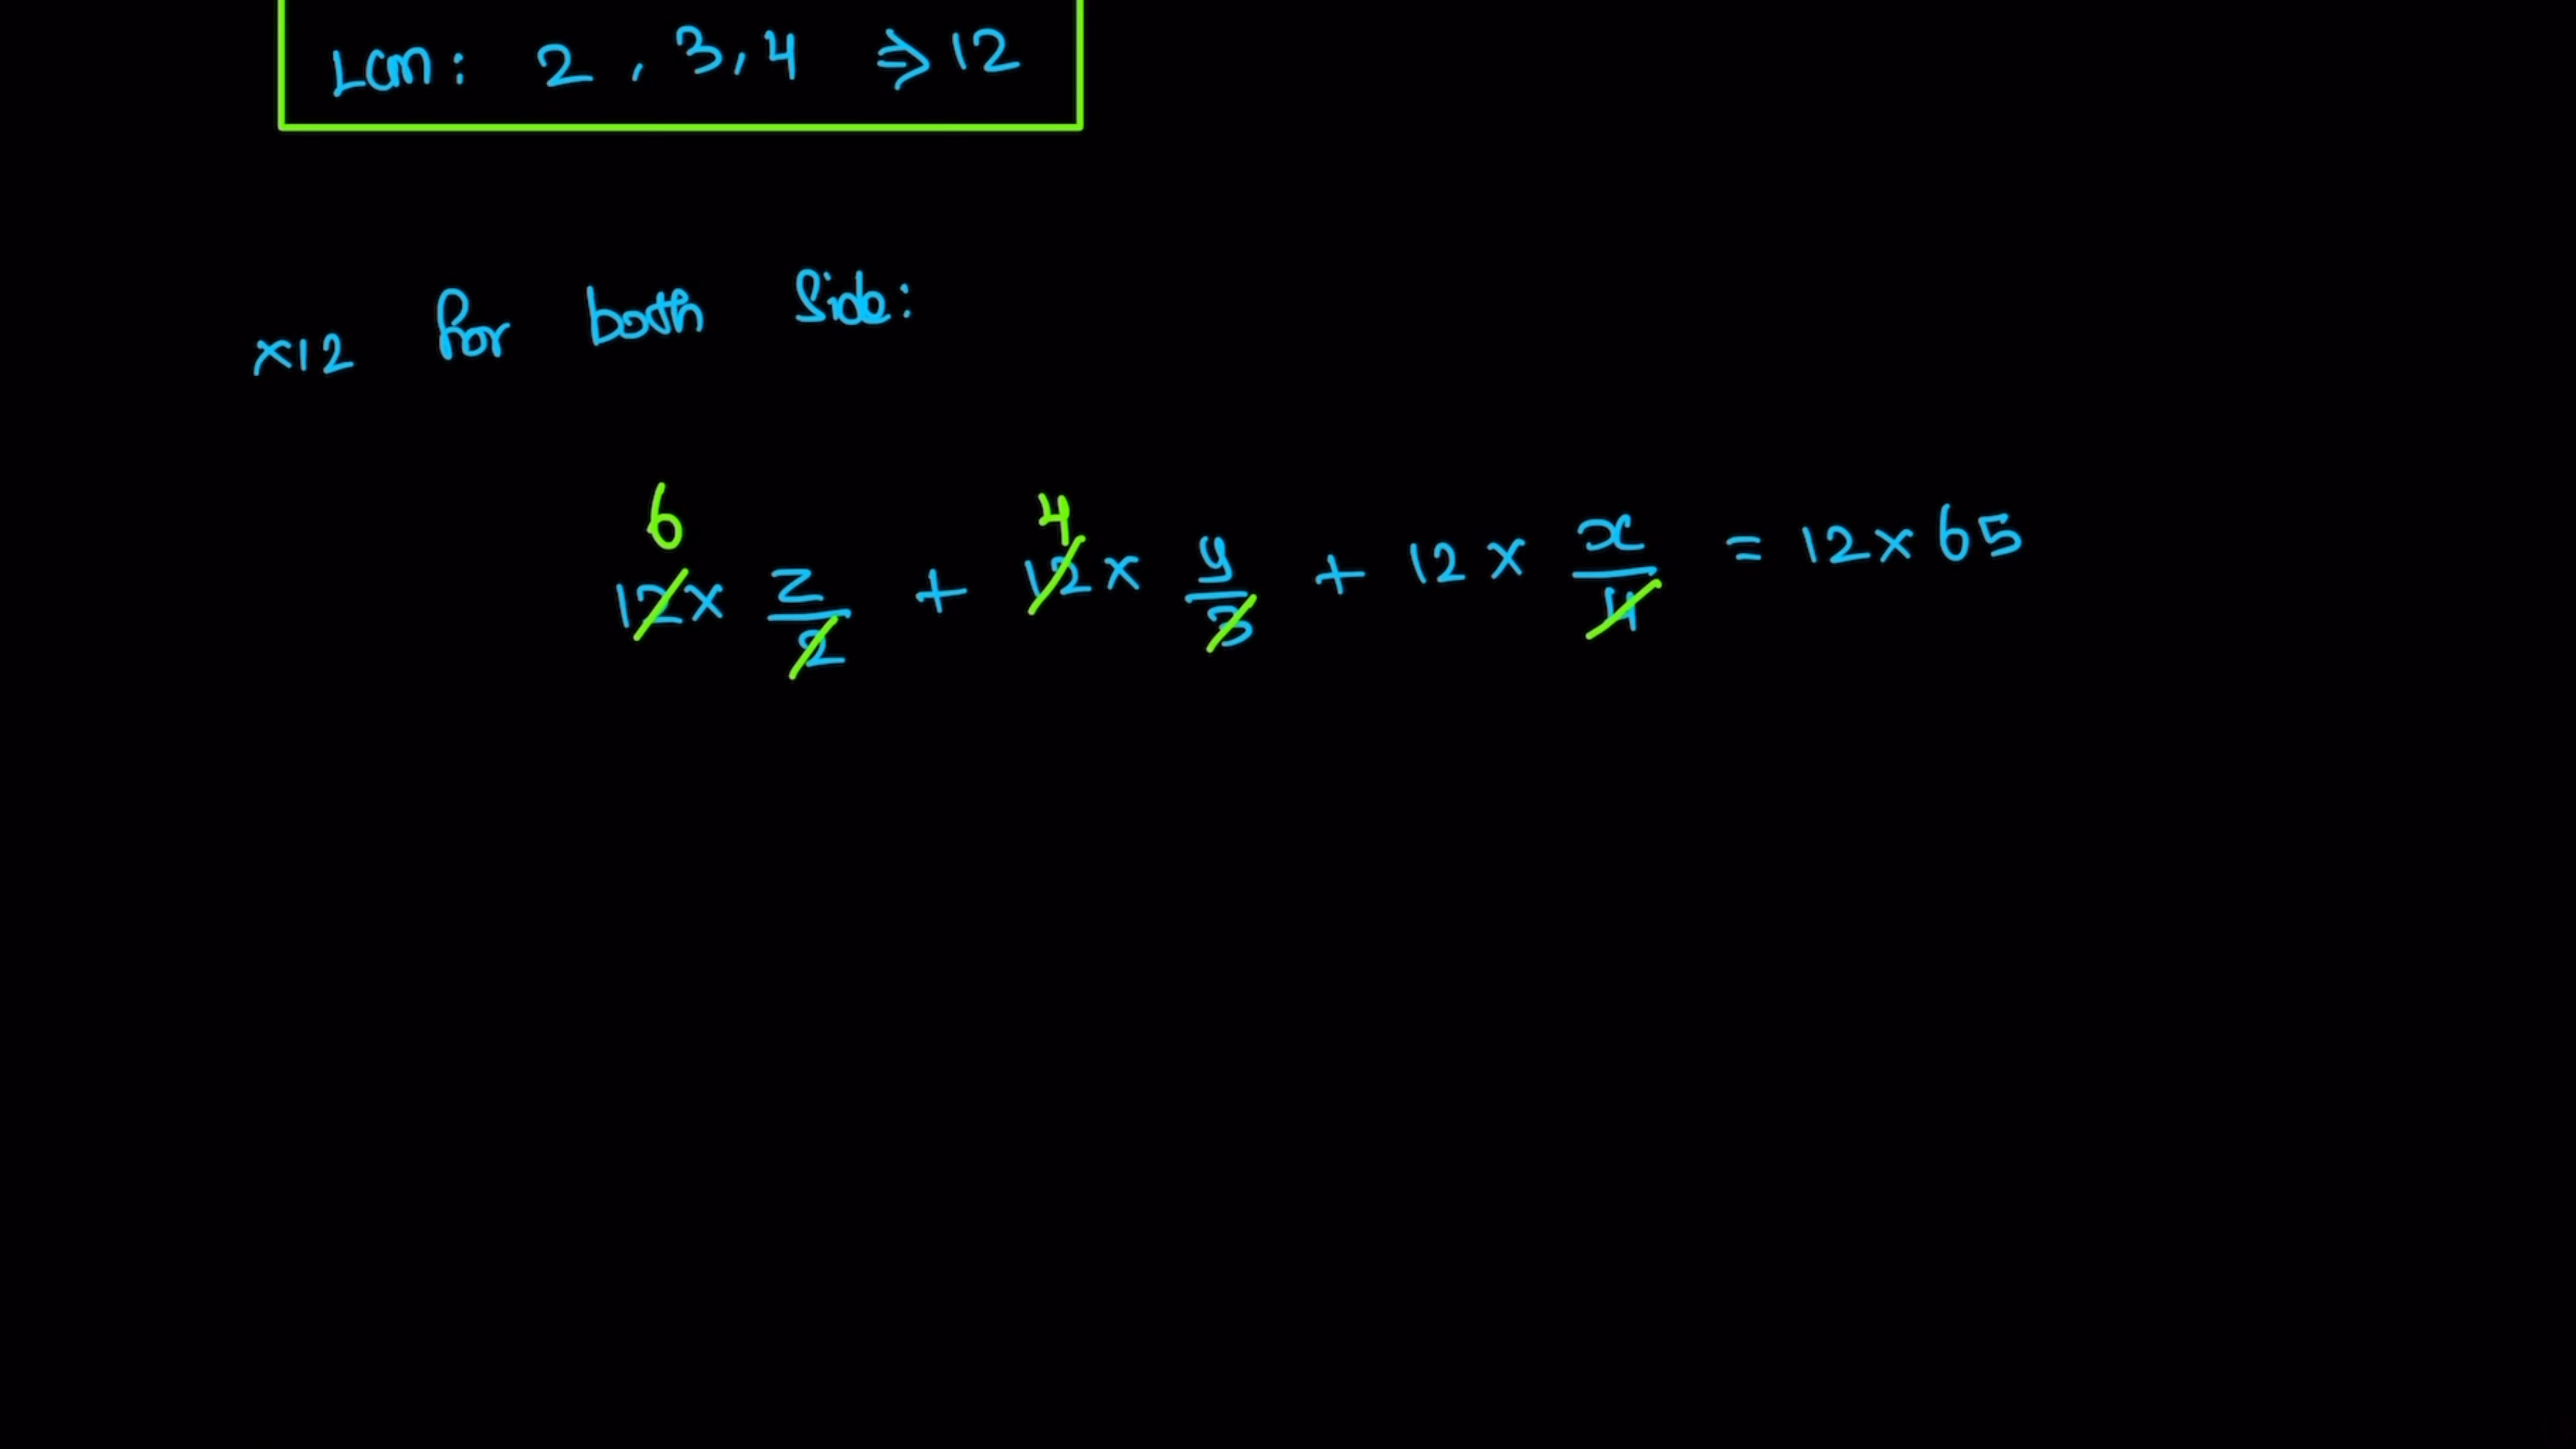 LCM: 2, 3, 4 ⇒ 12
×12 for both side:
6 4
12 × z/2 + 12 × y/3 + 12 × x/4 = 12 × 65